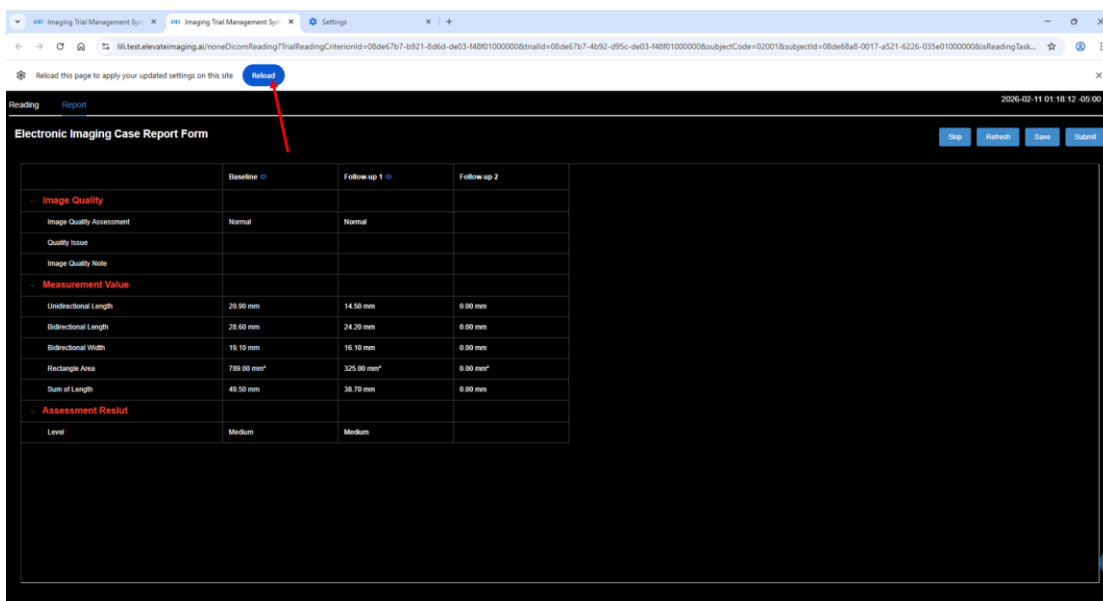 Imaging Trial Management Sys
Imaging Trial Management Sys
Settings
lili.test.elevateimaging.ai/noneDicomReading?TrialReadingCriterionId=08de67b7-b921-8d6d-de03-f48f01000000&trialId=08de67b7-4b92-d95c-de03-f48f01000000&subjectCode=02001&subjectId=08de68a8-0017-a521-6226-035e01000000&isReadingTask...
Reload this page to apply your updated settings on this site Reload
Reading Report 2026-02-11 01:18:12 -05:00
Electronic Imaging Case Report Form Skip Refresh Save Submit
Baseline Follow-up 1 Follow-up 2
Image Quality
Image Quality Assessment Normal Normal
Quality Issue
Image Quality Note
Measurement Value
Unidirectional Length 20.90 mm 14.50 mm 0.00 mm
Bidirectional Length 28.60 mm 24.20 mm 0.00 mm
Bidirectional Width 19.10 mm 16.10 mm 0.00 mm
Rectangle Area 789.00 mm² 325.00 mm² 0.00 mm²
Sum of Length 49.50 mm 38.70 mm 0.00 mm
Assessment Reslut
Level Medium Medium